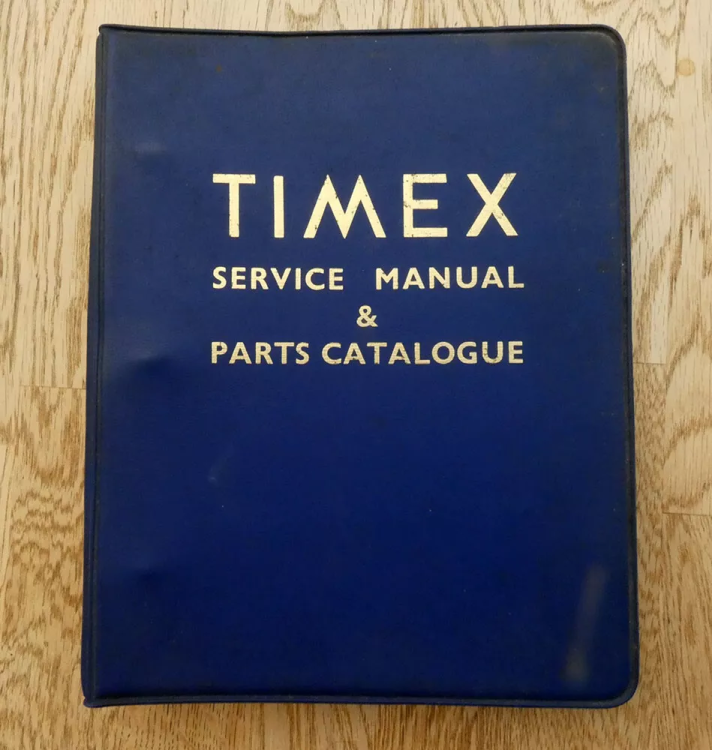 TIMEX
SERVICE MANUAL
&
PARTS CATALOGUE